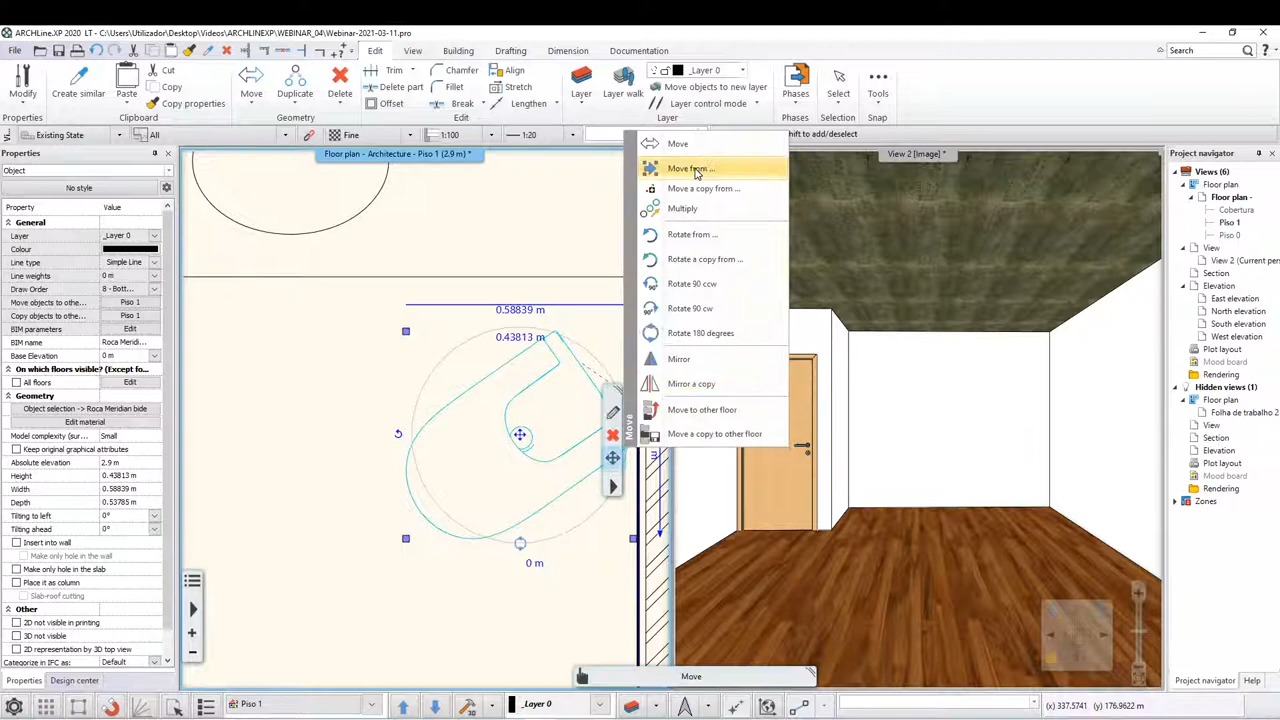 ARCHLine.XP 2020 LT - C:\Users\Utilizador\Desktop\Videos\ARCHLINEXP\WEBINAR_04\Webinar-2021-03-11.pro
File Edit View Building Drafting Dimension Documentation Search
Modify
Create similar
Paste
Cut
Copy
Copy properties
Move
Duplicate
Delete
Trim
Delete part
Offset
Chamfer
Fillet
Break
Align
Stretch
Lengthen
Layer
Layer walk
_Layer 0
Move objects to new layer
Layer control mode
Phases
Select
Tools
Edit Clipboard Geometry Edit Layer Phases Select Snap
Existing State All Fine 1:100 1:20 shift to add/deselect
Properties
Object
No style
Property Value
General
Layer _Layer 0
Colour
Line type Simple Line
Line weights 0 m
Draw Order 8 - Bott...
Move objects to othe... Piso 1
Copy objects to othe... Piso 1
BIM parameters Edit
BIM name Roca Meridi...
Base Elevation 0 m
On which floors visible? (Except fo...
All floors Edit
Geometry
Object selection -> Roca Meridian bide
Edit material
Model complexity (sur... Small
Keep original graphical attributes
Absolute elevation 2.9 m
Height 0.43813 m
Width 0.58839 m
Depth 0.53785 m
Tilting to left 0°
Tilting ahead 0°
Insert into wall
Make only hole in the wall
Make only hole in the slab
Place it as column
Slab-roof cutting
Other
2D not visible in printing
3D not visible
2D representation by 3D top view
Categorize in IFC as: Default
Properties Design center
Floor plan - Architecture - Piso 1 (2.9 m) *
0.58839 m
0.43813 m
0 m
m
Move
Move
Move from ...
Move a copy from ...
Multiply
Rotate from ...
Rotate a copy from ...
Rotate 90 ccw
Rotate 90 cw
Rotate 180 degrees
Mirror
Mirror a copy
Move to other floor
Move a copy to other floor
Move
View 2 [Image] *
Project navigator
Views (6)
Floor plan
Floor plan -
Cobertura
Piso 1
Piso 0
View
View 2 (Current per
Section
Elevation
East elevation
North elevation
South elevation
West elevation
Plot layout
Mood board
Rendering
Hidden views (1)
Floor plan
Folha de trabalho 2
View
Section
Elevation
Plot layout
Mood board
Rendering
Zones
Project navigator Help
Piso 1 _Layer 0 (x) 337.5741 (x) 176.9622 m